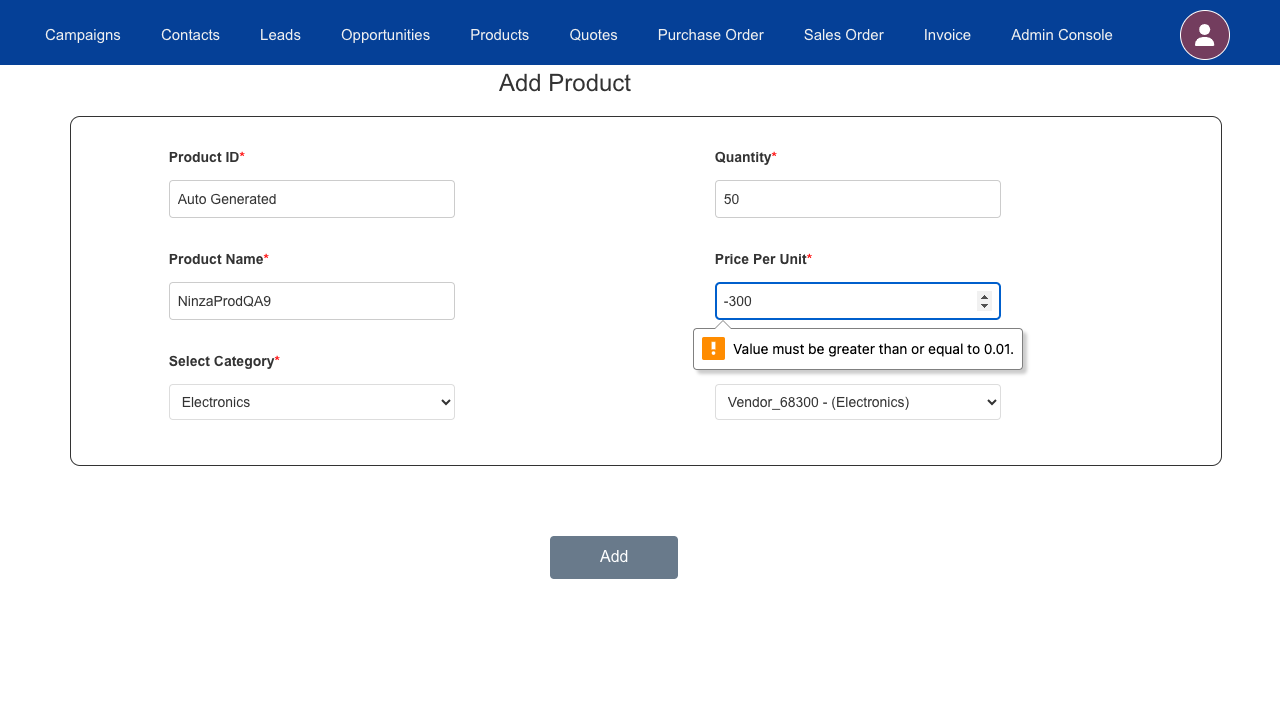 Campaigns Contacts Leads Opportunities Products Quotes Purchase Order Sales Order Invoice Admin Console
Add Product
Product ID* Quantity*
Auto Generated 50
Product Name* Price Per Unit*
NinzaProdQA9 -300
Value must be greater than or equal to 0.01.
Select Category*
Electronics Vendor_68300 - (Electronics)
Add